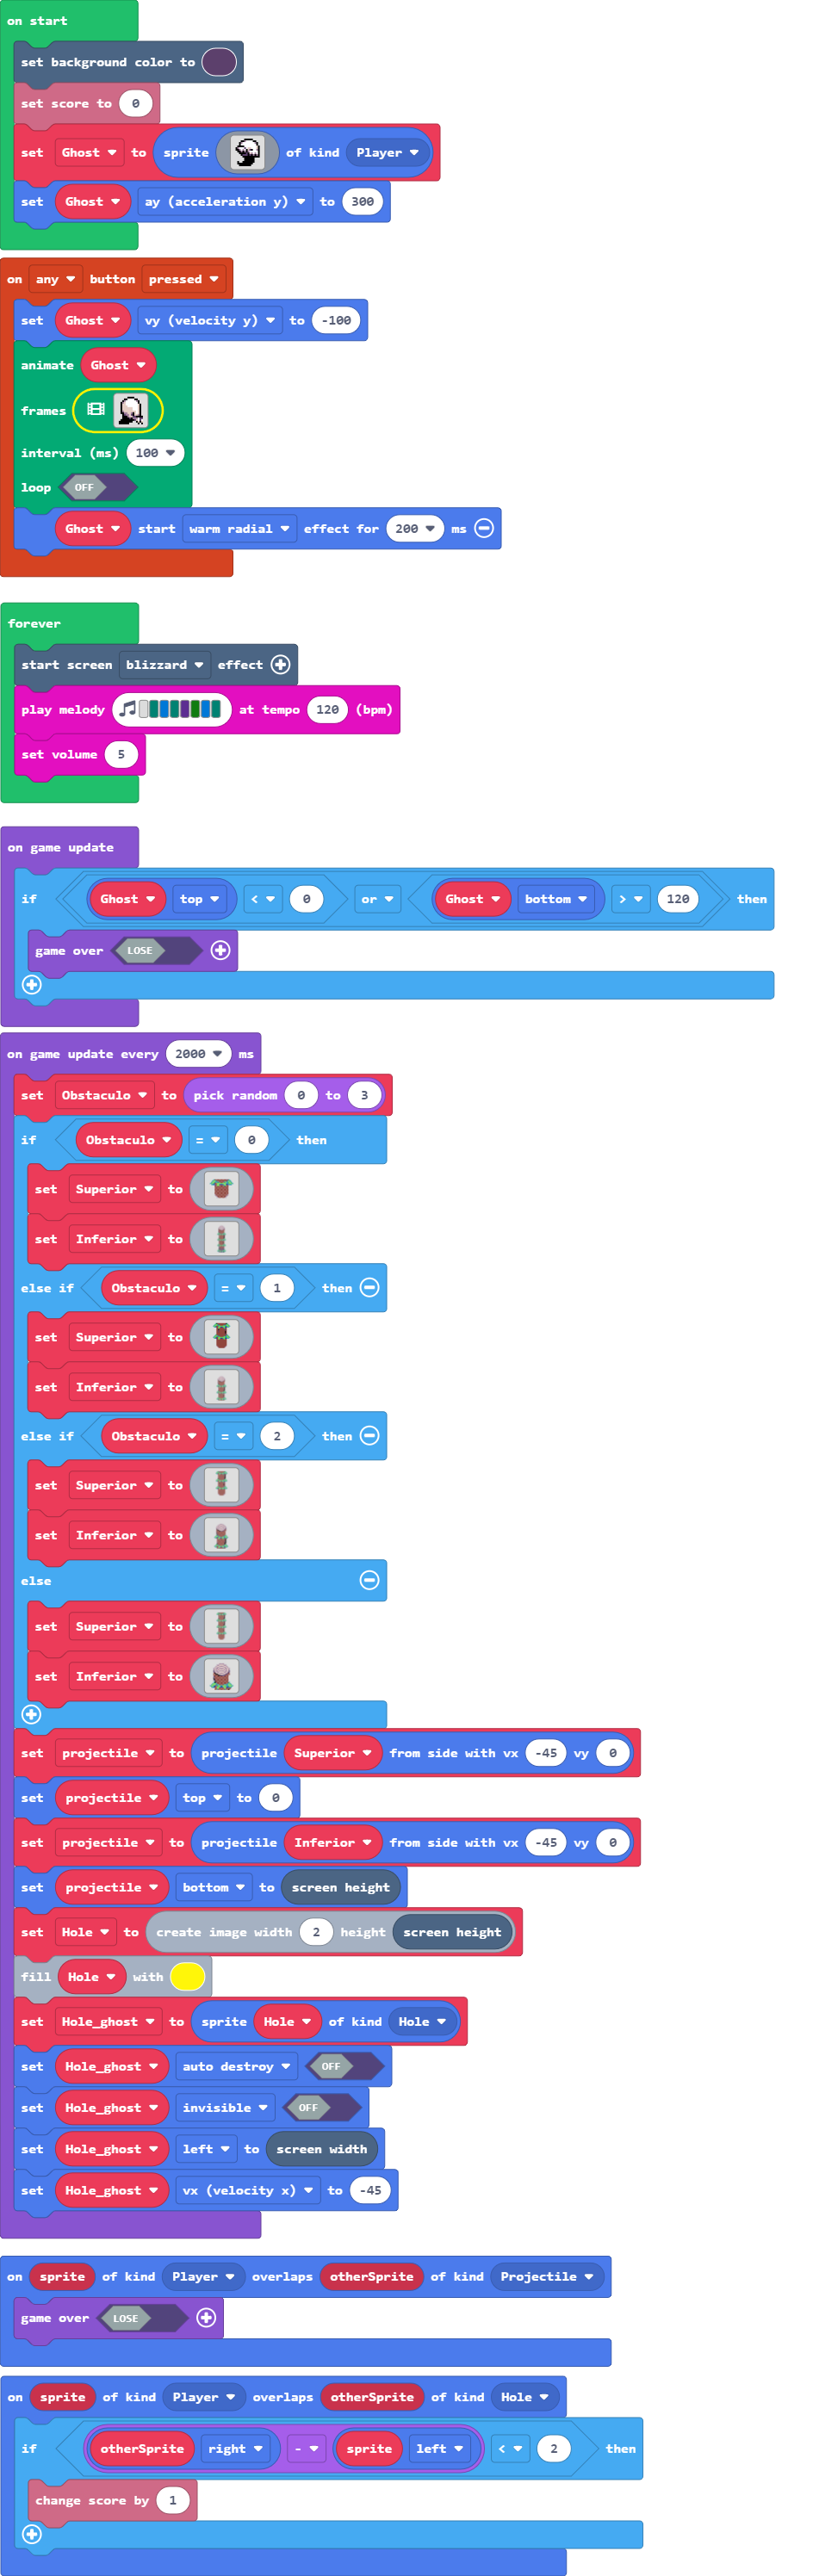 on start
set background color to
set score to 0
set Ghost to sprite of kind Player
set Ghost ay (acceleration y) to 300
on any button pressed
set Ghost vy (velocity y) to -100
animate Ghost
frames
interval (ms) 100
loop OFF
Ghost start warm radial effect for 200 ms
forever
start screen blizzard effect
play melody at tempo 120 (bpm)
set volume 5
on game update
if Ghost top < 0 or Ghost bottom > 120 then
game over LOSE
on game update every 2000 ms
set Obstaculo to pick random 0 to 3
if Obstaculo = 0 then
set Superior to
set Inferior to
else if Obstaculo = 1 then
set Superior to
set Inferior to
else if Obstaculo = 2 then
set Superior to
set Inferior to
else
set Superior to
set Inferior to
set projectile to projectile Superior from side with vx -45 vy 0
set projectile top to 0
set projectile to projectile Inferior from side with vx -45 vy 0
set projectile bottom to screen height
set Hole to create image width 2 height screen height
fill Hole with
set Hole_ghost to sprite Hole of kind Hole
set Hole_ghost auto destroy OFF
set Hole_ghost invisible OFF
set Hole_ghost left to screen width
set Hole_ghost vx (velocity x) to -45
on sprite of kind Player overlaps otherSprite of kind Projectile
game over LOSE
on sprite of kind Player overlaps otherSprite of kind Hole
if otherSprite right - sprite left < 2 then
change score by 1